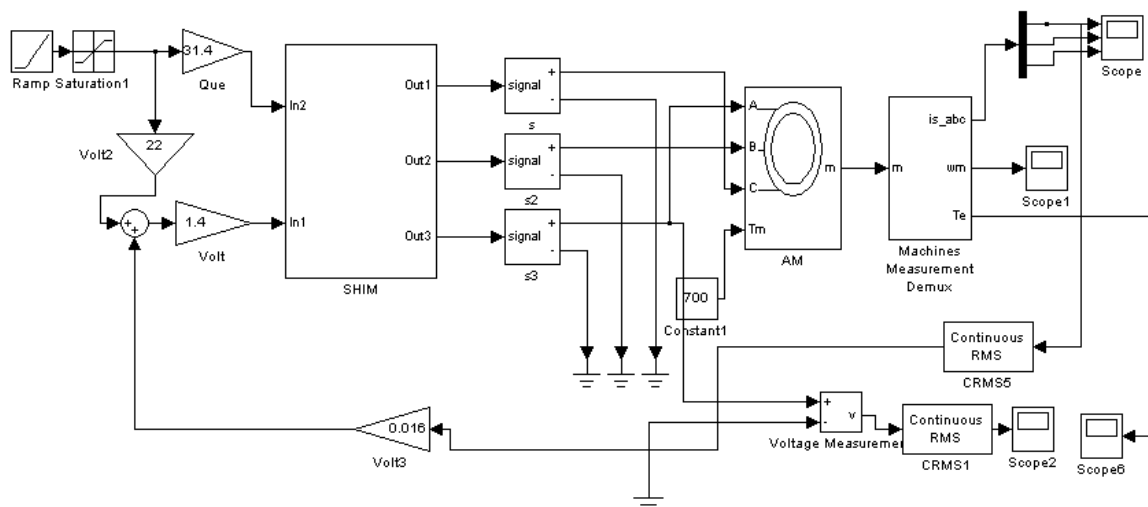 Ramp
Saturation1
31.4
Que
22
Volt2
+
+
1.4
Volt
In2
In1
Out1
Out2
Out3
SHIM
signal
+
-
s
signal
+
-
s2
signal
+
-
s3
A
B
C
Tm
m
AM
700
Constant1
m
is_abc
wm
Te
Machines
Measurement
Demux
Scope
Scope1
Continuous
RMS
CRMS5
0.016
Volt3
+
-
v
Voltage Measuremen
Continuous
RMS
CRMS1
Scope2
Scope6